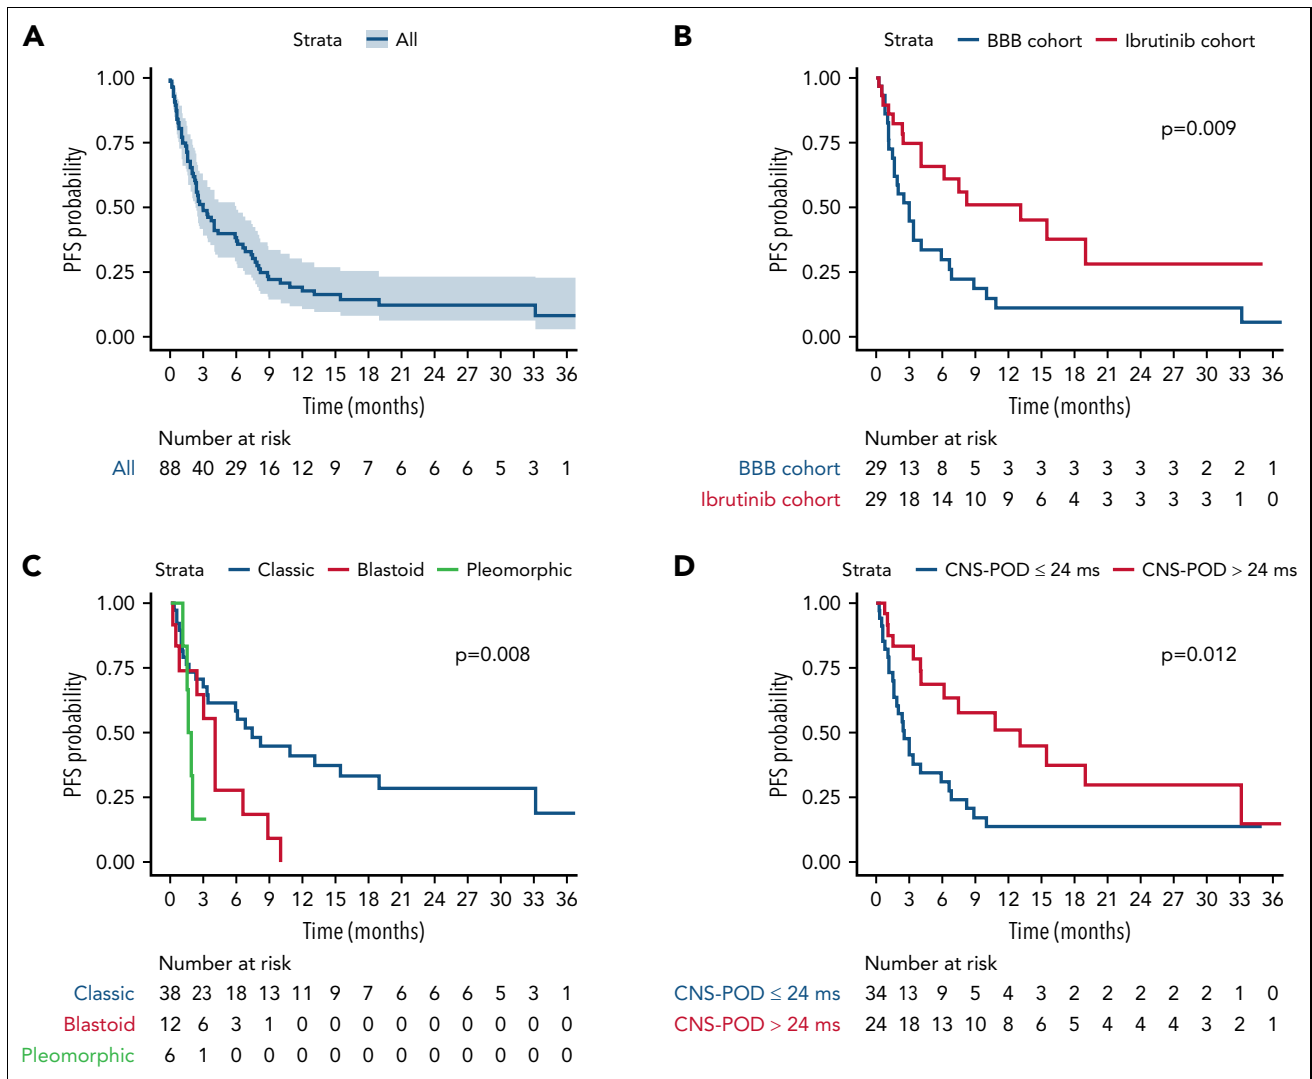 A
Strata All
1.00
0.75
0.50
0.25
0.00
PFS probability
0 3 6 9 12 15 18 21 24 27 30 33 36
Time (months)
Number at risk
All 88 40 29 16 12 9 7 6 6 6 5 3 1
B
Strata BBB cohort Ibrutinib cohort
1.00
0.75
0.50
0.25
0.00
PFS probability
p=0.009
0 3 6 9 12 15 18 21 24 27 30 33 36
Time (months)
Number at risk
BBB cohort 29 13 8 5 3 3 3 3 3 3 2 2 1
Ibrutinib cohort 29 18 14 10 9 6 4 3 3 3 3 1 0
C
Strata Classic Blastoid Pleomorphic
1.00
0.75
0.50
0.25
0.00
PFS probability
p=0.008
0 3 6 9 12 15 18 21 24 27 30 33 36
Time (months)
Number at risk
Classic 38 23 18 13 11 9 7 6 6 6 5 3 1
Blastoid 12 6 3 1 0 0 0 0 0 0 0 0 0
Pleomorphic 6 1 0 0 0 0 0 0 0 0 0 0 0
D
Strata CNS-POD ≤ 24 ms CNS-POD > 24 ms
1.00
0.75
0.50
0.25
0.00
PFS probability
p=0.012
0 3 6 9 12 15 18 21 24 27 30 33 36
Time (months)
Number at risk
CNS-POD ≤ 24 ms 34 13 9 5 4 3 2 2 2 2 2 1 0
CNS-POD > 24 ms 24 18 13 10 8 6 5 4 4 4 3 2 1